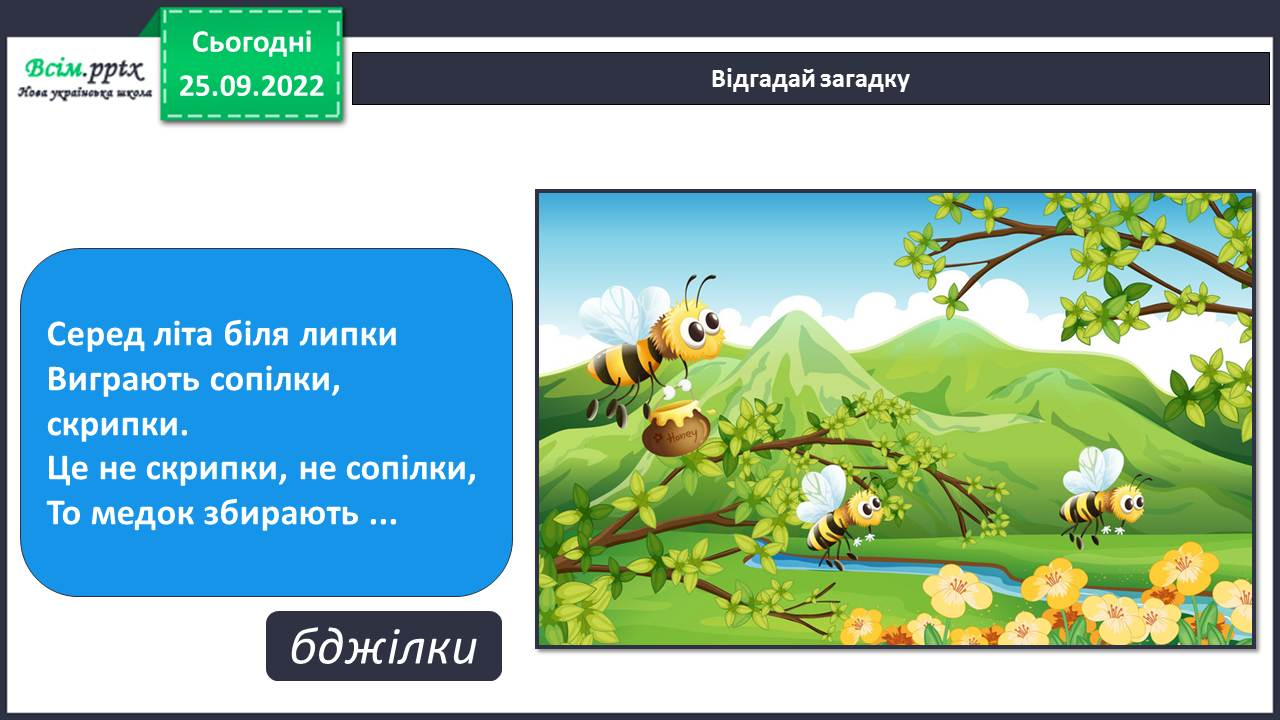 Сьогодні
25.09.2022
Всім.pptx
Нова українська школа
Відгадай загадку
Серед літа біля липки
Виграють сопілки,
скрипки.
Це не скрипки, не сопілки,
То медок збирають ...
Honey
бджілки